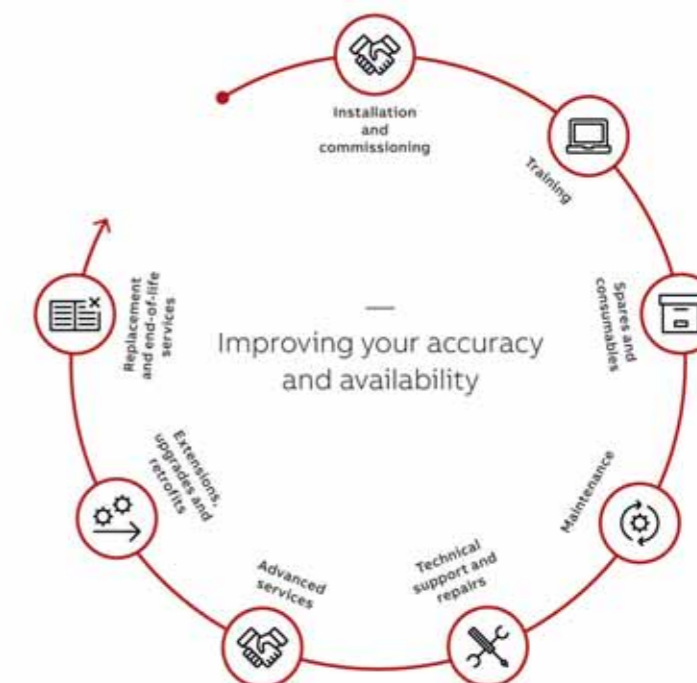 Installation
and
commissioning
Training
Spares and
consumables
Maintenance
Technical
support and
repairs
Advanced
services
Extensions,
upgrades and
retrofits
Replacement
and end-of-life
services
Improving your accuracy
and availability